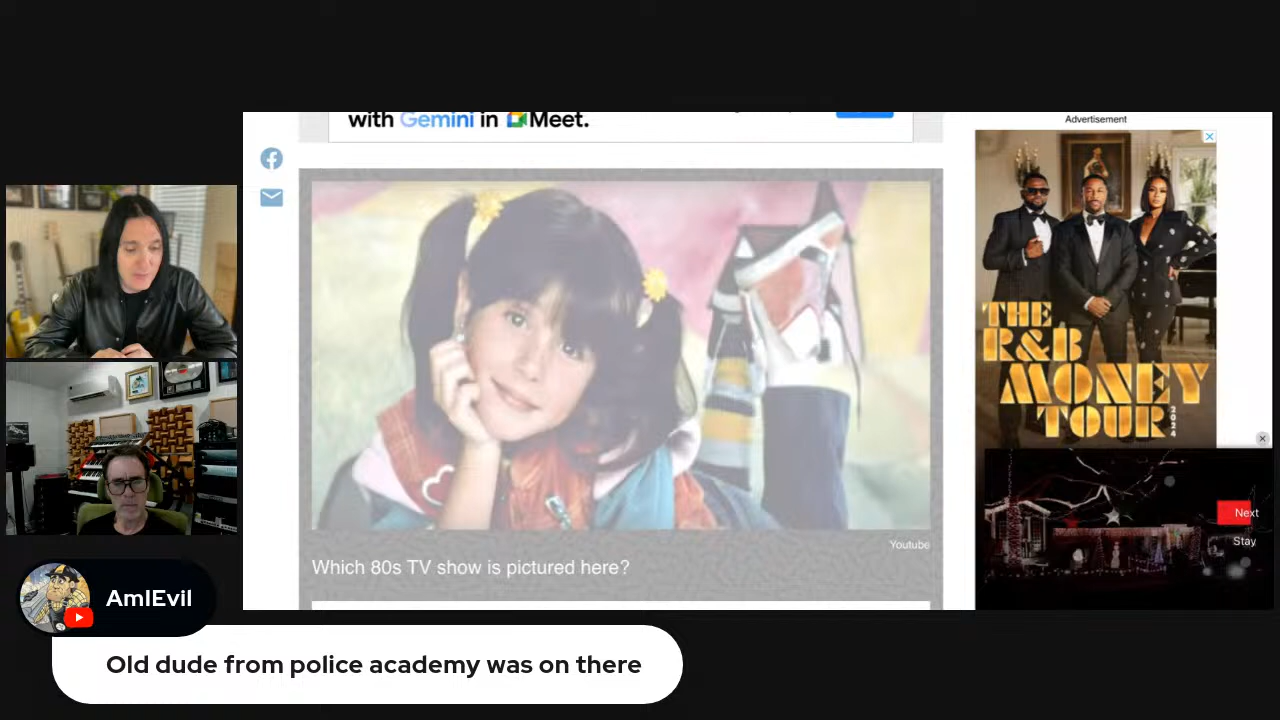 with Gemini in Meet.
Advertisement
THE
R&B
MONEY
TOUR
2024
Next
Stay
Youtube
Which 80s TV show is pictured here?
AmIEvil
Old dude from police academy was on there